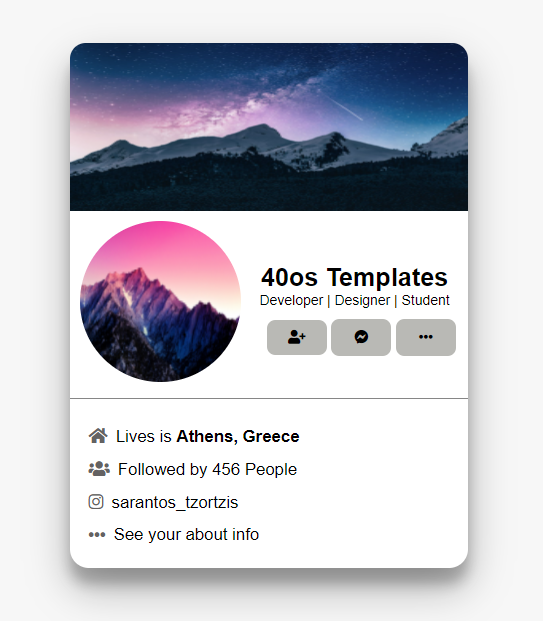 40os Templates
Developer | Designer | Student
Lives is Athens, Greece
Followed by 456 People
sarantos_tzortzis
See your about info